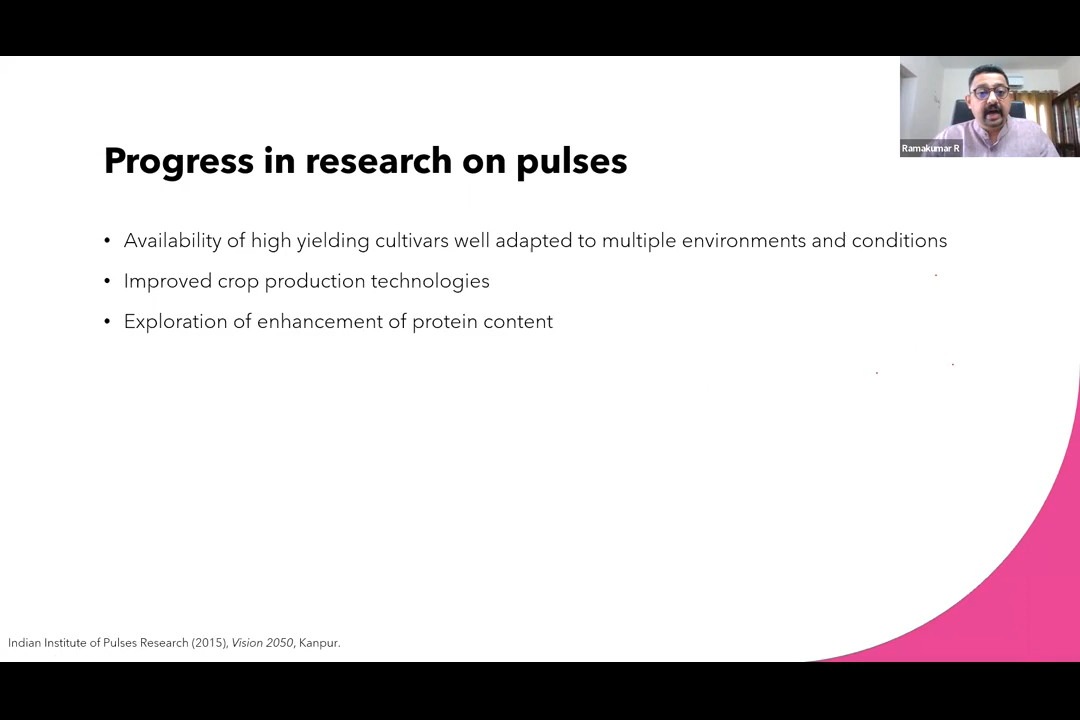 Ramakumar R
Progress in research on pulses
• Availability of high yielding cultivars well adapted to multiple environments and conditions
• Improved crop production technologies
• Exploration of enhancement of protein content
Indian Institute of Pulses Research (2015), Vision 2050, Kanpur.